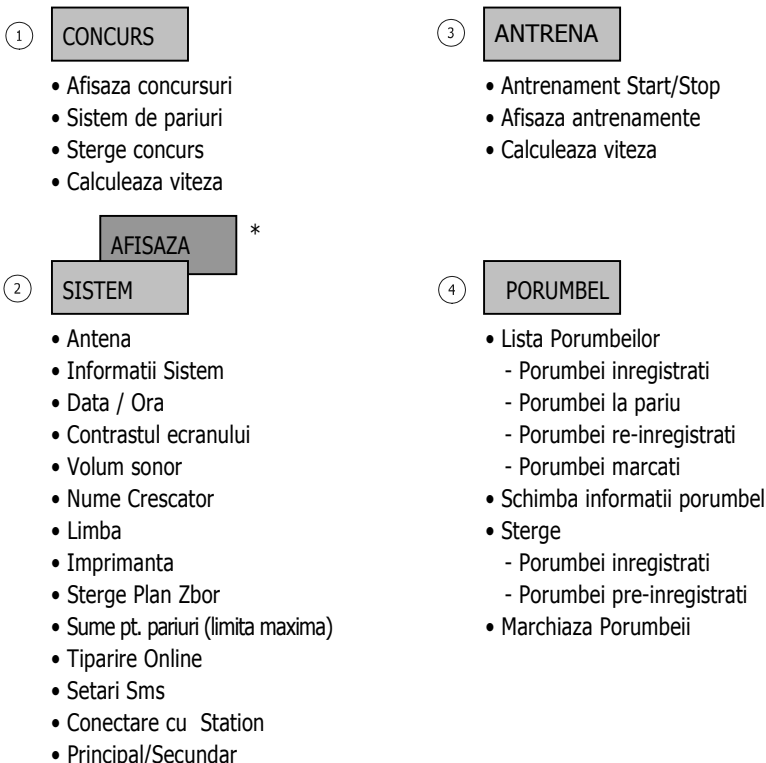 1 CONCURS
• Afisaza concursuri
• Sistem de pariuri
• Sterge concurs
• Calculeaza viteza
AFISAZA *
2 SISTEM
• Antena
• Informatii Sistem
• Data / Ora
• Contrastul ecranului
• Volum sonor
• Nume Crescator
• Limba
• Imprimanta
• Sterge Plan Zbor
• Sume pt. pariuri (limita maxima)
• Tiparire Online
• Setari Sms
• Conectare cu Station
• Principal/Secundar
3 ANTRENA
• Antrenament Start/Stop
• Afisaza antrenamente
• Calculeaza viteza
4 PORUMBEL
• Lista Porumbeilor
- Porumbei inregistrati
- Porumbei la pariu
- Porumbei re-inregistrati
- Porumbei marcati
• Schimba informatii porumbel
• Sterge
- Porumbei inregistrati
- Porumbei pre-inregistrati
• Marchiaza Porumbeii